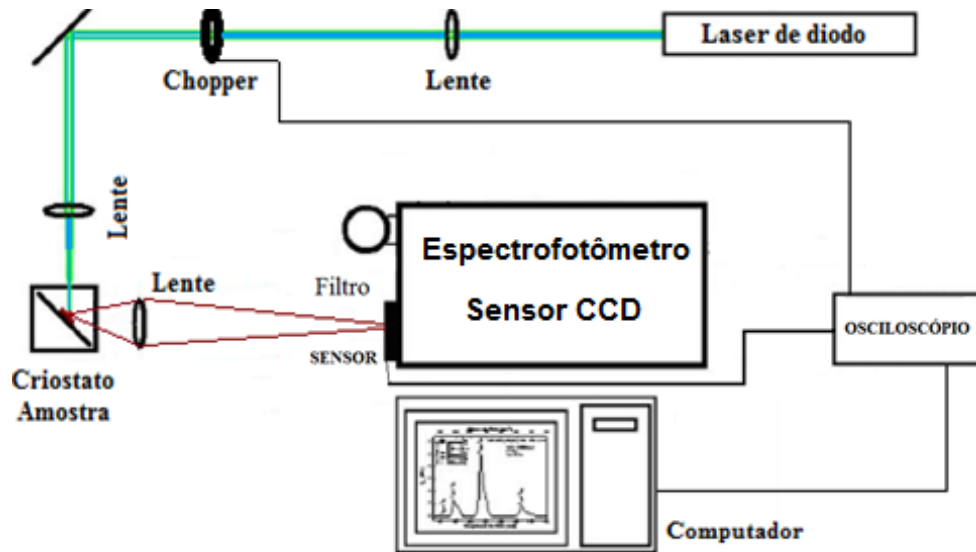 Laser de diodo
Chopper
Lente
Lente
Lente
Filtro
Espectrofotômetro
Sensor CCD
SENSOR
OSCILOSCÓPIO
Criostato
Amostra
Computador